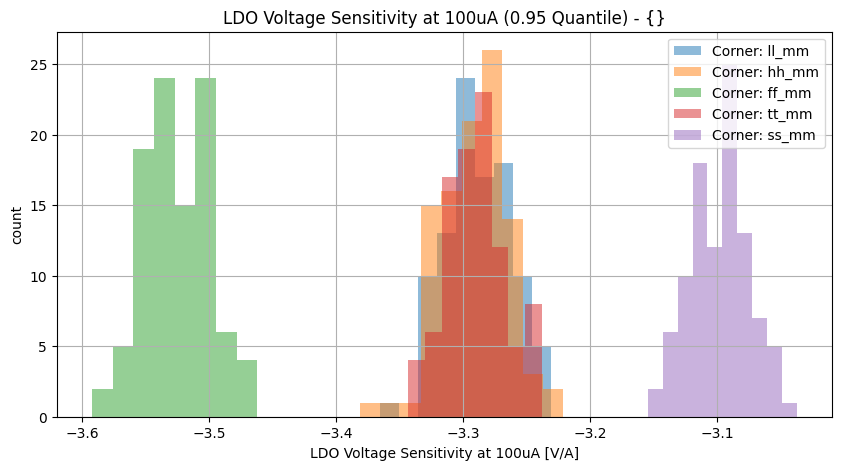 LDO Voltage Sensitivity at 100uA (0.95 Quantile) - {}
Corner: ll_mm
Corner: hh_mm
Corner: ff_mm
Corner: tt_mm
Corner: ss_mm
count
25
20
15
10
5
0
−3.6 −3.5 −3.4 −3.3 −3.2 −3.1
LDO Voltage Sensitivity at 100uA [V/A]